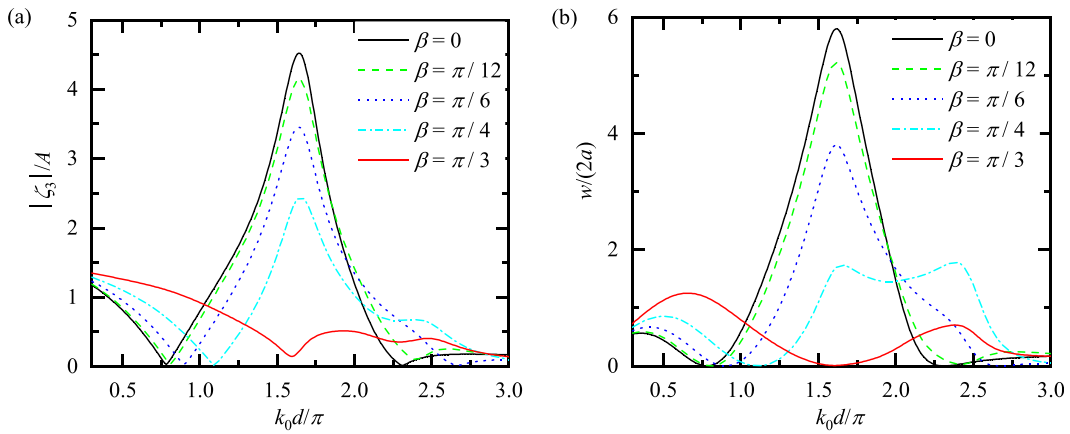 (a)
5
4
3
2
1
0
|ζ₃|/A
β = 0
β = π / 12
β = π / 6
β = π / 4
β = π / 3
0.5 1.0 1.5 2.0 2.5 3.0
k₀d/π
(b)
6
4
2
0
w/(2a)
β = 0
β = π / 12
β = π / 6
β = π / 4
β = π / 3
0.5 1.0 1.5 2.0 2.5 3.0
k₀d/π